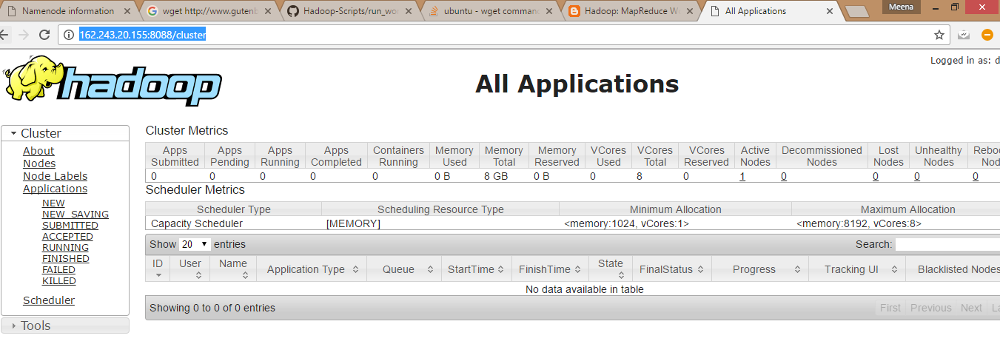 Namenode information
wget http://www.gutenb
Hadoop-Scripts/run_wo
ubuntu - wget comman
Hadoop: MapReduce Wo
All Applications
Meena
162.243.20.155:8088/cluster
Logged in as: d
hadoop
All Applications
Cluster
About
Nodes
Node Labels
Applications
NEW
NEW_SAVING
SUBMITTED
ACCEPTED
RUNNING
FINISHED
FAILED
KILLED
Scheduler
Tools
Cluster Metrics
Apps Submitted Apps Pending Apps Running Apps Completed Containers Running Memory Used Memory Total Memory Reserved VCores Used VCores Total VCores Reserved Active Nodes Decommissioned Nodes Lost Nodes Unhealthy Nodes Reboo Nod
0 0 0 0 0 0 B 8 GB 0 B 0 8 0 1 0 0 0 0
Scheduler Metrics
Scheduler Type Scheduling Resource Type Minimum Allocation Maximum Allocation
Capacity Scheduler [MEMORY] <memory:1024, vCores:1> <memory:8192, vCores:8>
Show 20 entries Search:
ID User Name Application Type Queue StartTime FinishTime State FinalStatus Progress Tracking UI Blacklisted Nodes
No data available in table
Showing 0 to 0 of 0 entries First Previous Next La